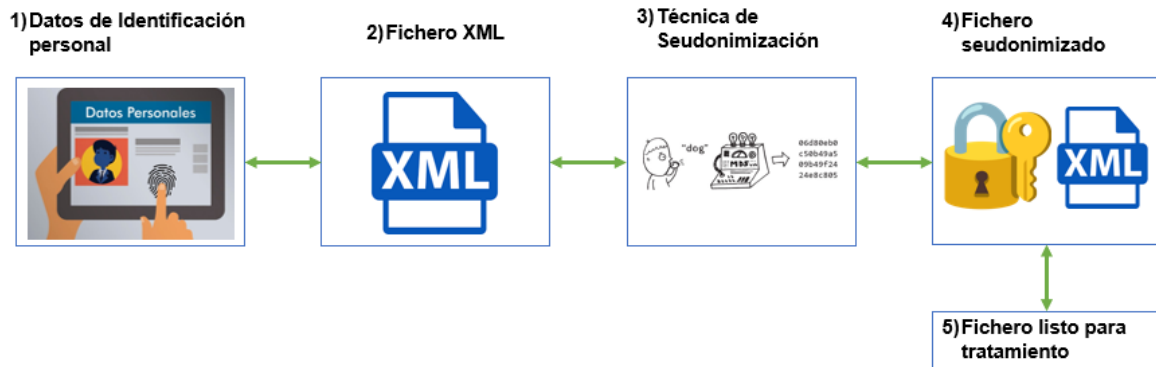 1) Datos de Identificación
personal
2) Fichero XML
3) Técnica de
Seudonimización
4) Fichero
seudonimizado
Datos Personales
XML
"dog"
MD5
06d80eb0
c50b49a5
09b49f24
24e8c805
XML
5) Fichero listo para
tratamiento